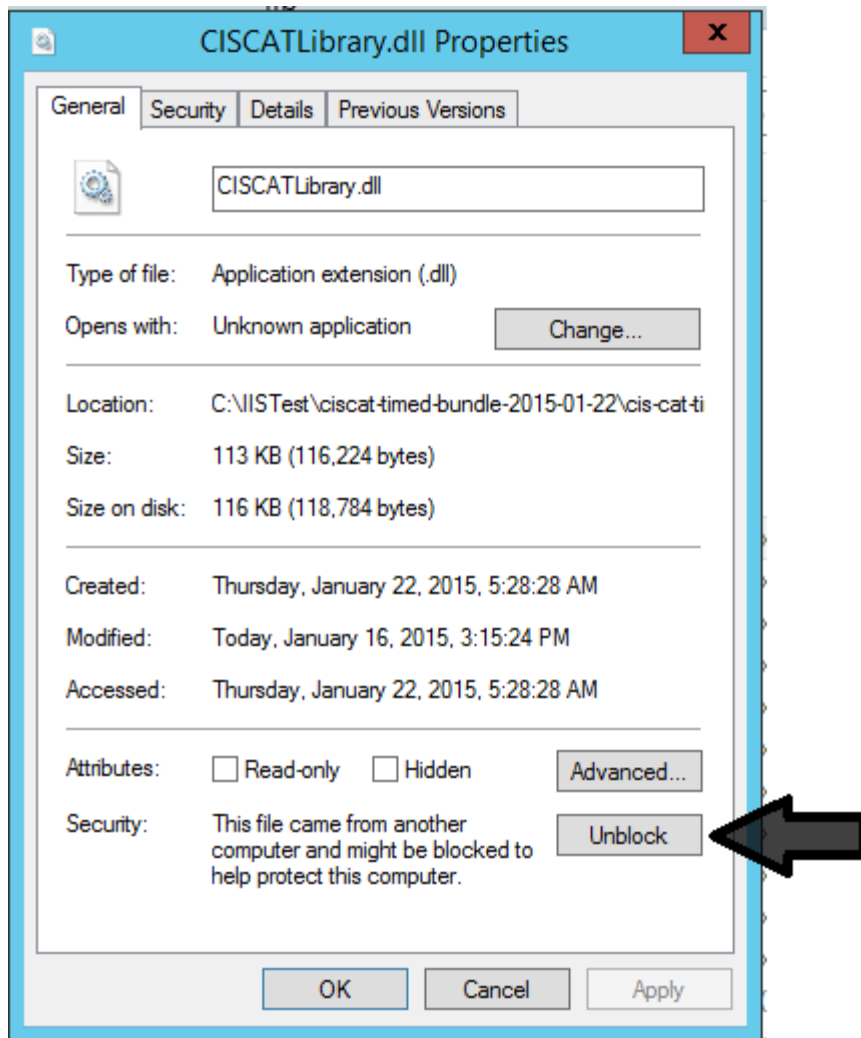 CISCATLibrary.dll Properties
x
General Security Details Previous Versions
CISCATLibrary.dll
Type of file: Application extension (.dll)
Opens with: Unknown application Change...
Location: C:\IISTest\ciscat-timed-bundle-2015-01-22\cis-cat-ti
Size: 113 KB (116,224 bytes)
Size on disk: 116 KB (118,784 bytes)
Created: Thursday, January 22, 2015, 5:28:28 AM
Modified: Today, January 16, 2015, 3:15:24 PM
Accessed: Thursday, January 22, 2015, 5:28:28 AM
Attributes: Read-only Hidden Advanced...
Security: This file came from another
computer and might be blocked to
help protect this computer.
Unblock
OK Cancel Apply